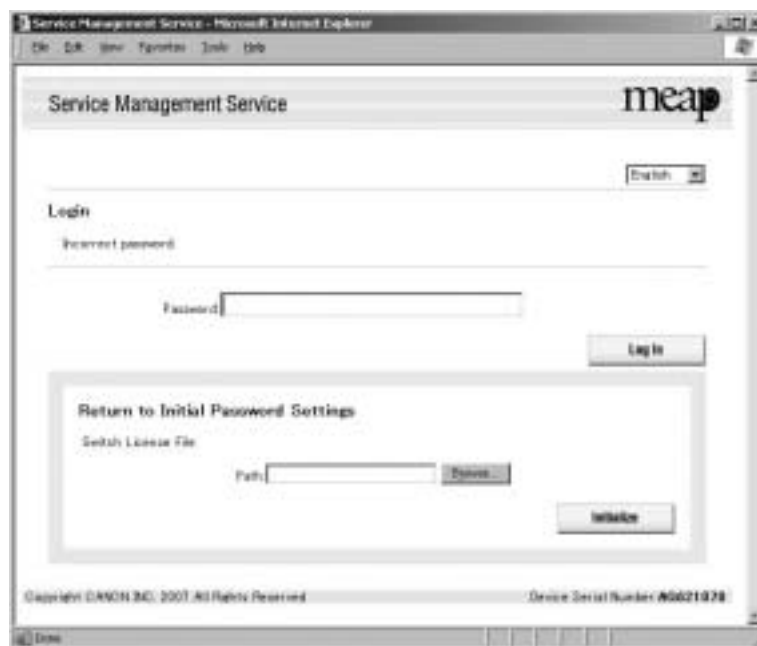 Service Management Service - Microsoft Internet Explorer
File Edit View Favorites Tools Help
Service Management Service
meap
English
Login
Incorrect password.
Password:
Log In
Return to Initial Password Settings
Switch License File
Path:
Browse...
Initialize
Copyright CANON INC. 2007 All Rights Reserved
Device Serial Number:
Done